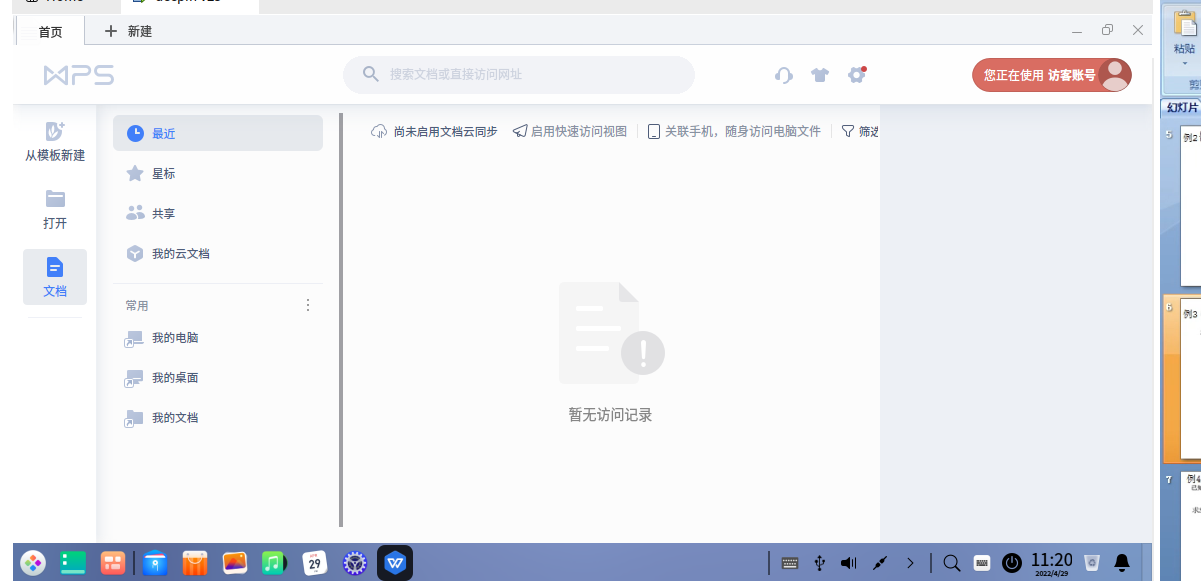 首页
新建
WPS
搜索文档或直接访问网址
您正在使用 访客账号
从模板新建
打开
文档
最近
星标
共享
我的云文档
常用
我的电脑
我的桌面
我的文档
尚未启用文档云同步
启用快速访问视图
关联手机，随身访问电脑文件
筛选
暂无访问记录
29
11:20
2022/4/29
粘贴
幻灯片
5
例2
6
例3
7
例4